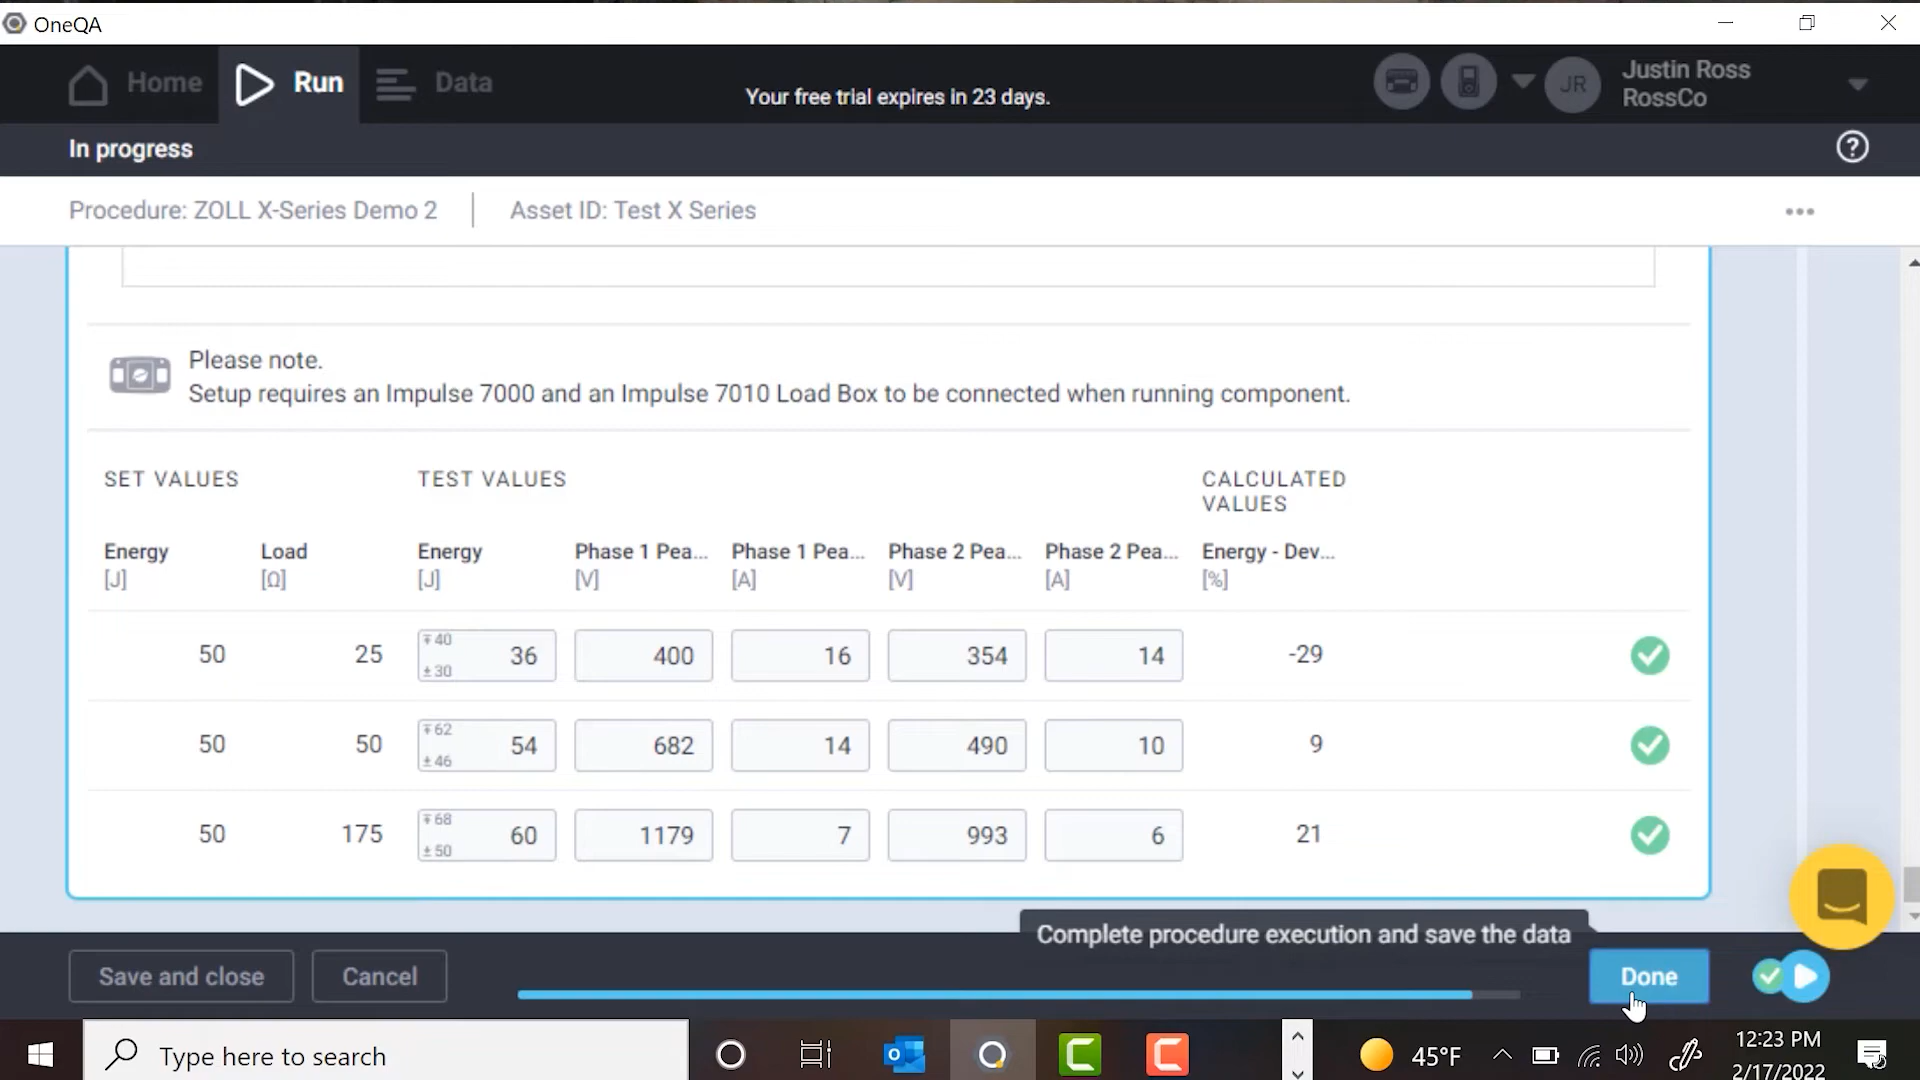 OneQA
Home
Run
Data
Your free trial expires in 23 days.
JR
Justin Ross
RossCo
In progress
Procedure: ZOLL X-Series Demo 2
Asset ID: Test X Series
Please note.
Setup requires an Impulse 7000 and an Impulse 7010 Load Box to be connected when running component.
SET VALUES
TEST VALUES
CALCULATED
VALUES
Energy Load Energy Phase 1 Pea... Phase 1 Pea... Phase 2 Pea... Phase 2 Pea... Energy - Dev...
[J] [Ω] [J] [V] [A] [V] [A] [%]
50 25 40 30 36 400 16 354 14 -29
50 50 62 46 54 682 14 490 10 9
50 175 68 50 60 1179 7 993 6 21
Complete procedure execution and save the data
Save and close
Cancel
Done
Type here to search
45°F
12:23 PM
2/17/2022